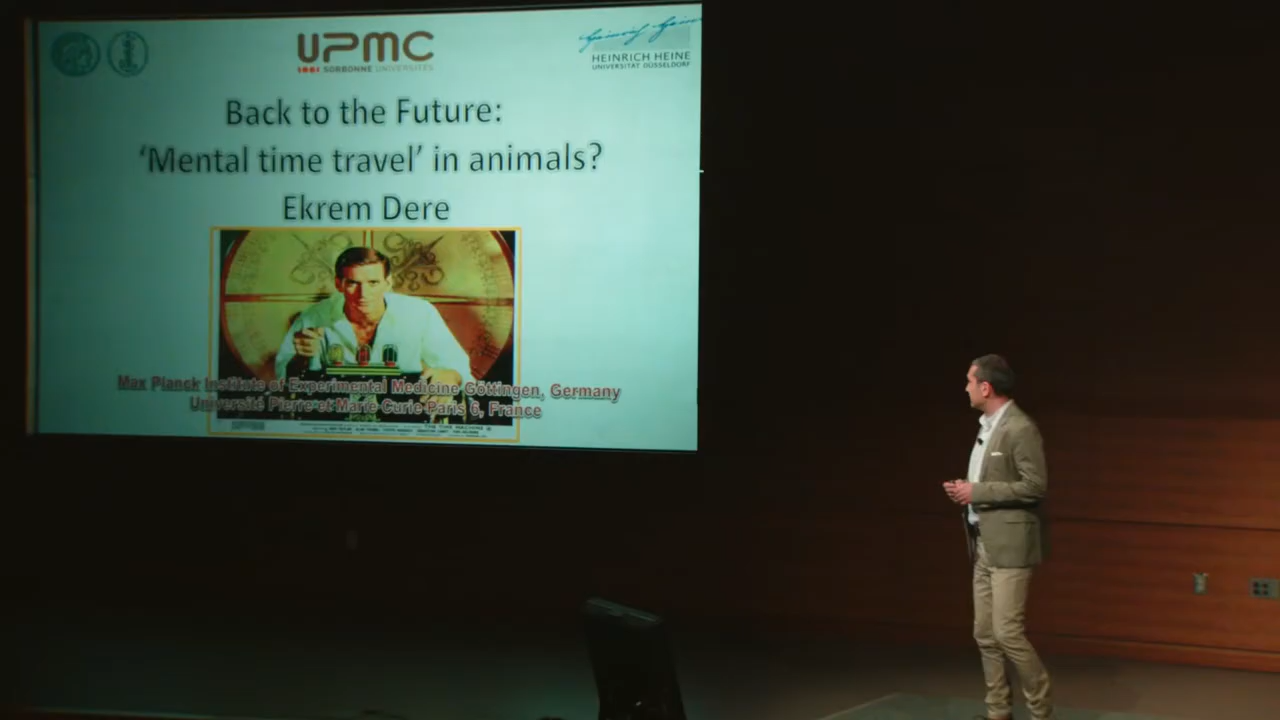 UPMC
SORBONNE UNIVERSITÉS
HEINRICH HEINE
UNIVERSITÄT DÜSSELDORF
Back to the Future:
‘Mental time travel’ in animals?
Ekrem Dere
Max Planck Institute of Experimental Medicine Göttingen, Germany
Université Pierre et Marie Curie Paris 6, France